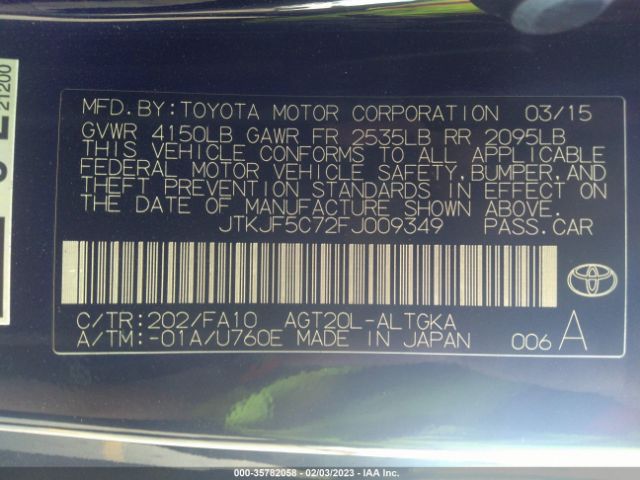 21200
MFD.BY:TOYOTA MOTOR CORPORATION 03/15
GVWR 4150LB GAWR FR 2535LB RR 2095LB
THIS VEHICLE CONFORMS TO ALL APPLICABLE
FEDERAL MOTOR VEHICLE SAFETY,BUMPER,AND
THEFT PREVENTION STANDARDS IN EFFECT ON
THE DATE OF MANUFACTURE SHOWN ABOVE.
JTKJF5C72FJ009349 PASS.CAR
C/TR:202/FA10 AGT20L-ALTGKA
A/TM:-01A/U760E MADE IN JAPAN 006 A
000-35782058 - 02/03/2023 - IAA Inc.